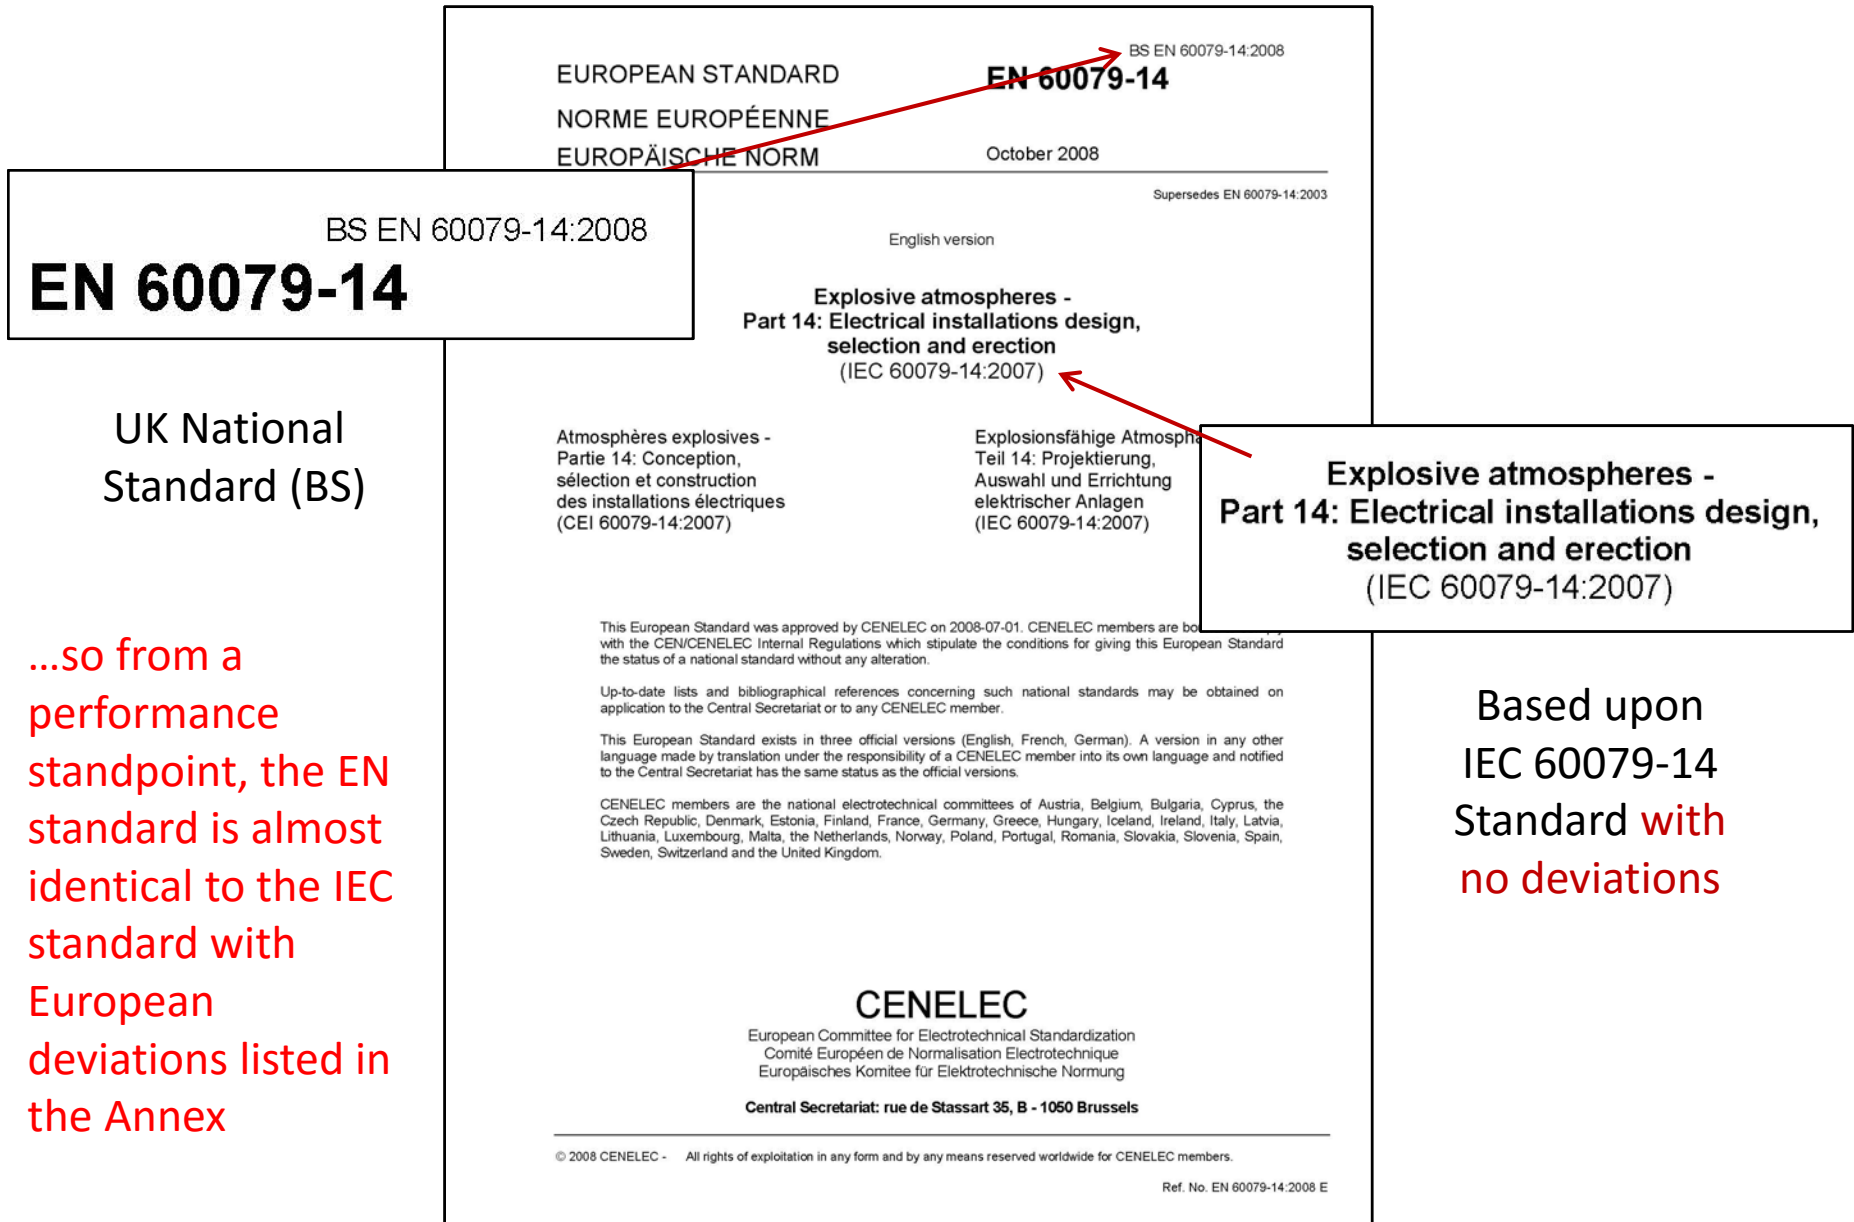 BS EN 60079-14:2008
EUROPEAN STANDARD
EN 60079-14
NORME EUROPÉENNE
EUROPÄISCHE NORM
October 2008
Supersedes EN 60079-14:2003
English version
Explosive atmospheres -
Part 14: Electrical installations design,
selection and erection
(IEC 60079-14:2007)
Atmosphères explosives -
Partie 14: Conception,
sélection et construction
des installations électriques
(CEI 60079-14:2007)
Explosionsfähige
Teil 14: Projektierung,
Auswahl und Errichtung
elektrischer Anlagen
(IEC 60079-14:2007)
This European Standard was approved by CENELEC on 2008-07-01. CENELEC members are
with the CEN/CENELEC Internal Regulations which stipulate the conditions for giving this European Standard
the status of a national standard without any alteration.
Up-to-date lists and bibliographical references concerning such national standards may be obtained on
application to the Central Secretariat or to any CENELEC member.
This European Standard exists in three official versions (English, French, German). A version in any other
language made by translation under the responsibility of a CENELEC member into its own language and notified
to the Central Secretariat has the same status as the official versions.
CENELEC members are the national electrotechnical committees of Austria, Belgium, Bulgaria, Cyprus, the
Czech Republic, Denmark, Estonia, Finland, France, Germany, Greece, Hungary, Iceland, Ireland, Italy, Latvia,
Lithuania, Luxembourg, Malta, the Netherlands, Norway, Poland, Portugal, Romania, Slovakia, Slovenia, Spain,
Sweden, Switzerland and the United Kingdom.
CENELEC
European Committee for Electrotechnical Standardization
Comité Européen de Normalisation Electrotechnique
Europäisches Komitee für Elektrotechnische Normung
Central Secretariat: rue de Stassart 35, B - 1050 Brussels
© 2008 CENELEC - All rights of exploitation in any form and by any means reserved worldwide for CENELEC members.
Ref. No. EN 60079-14:2008 E
BS EN 60079-14:2008
EN 60079-14
UK National
Standard (BS)
...so from a
performance
standpoint, the EN
standard is almost
identical to the IEC
standard with
European
deviations listed in
the Annex
Explosive atmospheres -
Part 14: Electrical installations design,
selection and erection
(IEC 60079-14:2007)
Based upon
IEC 60079-14
Standard with
no deviations